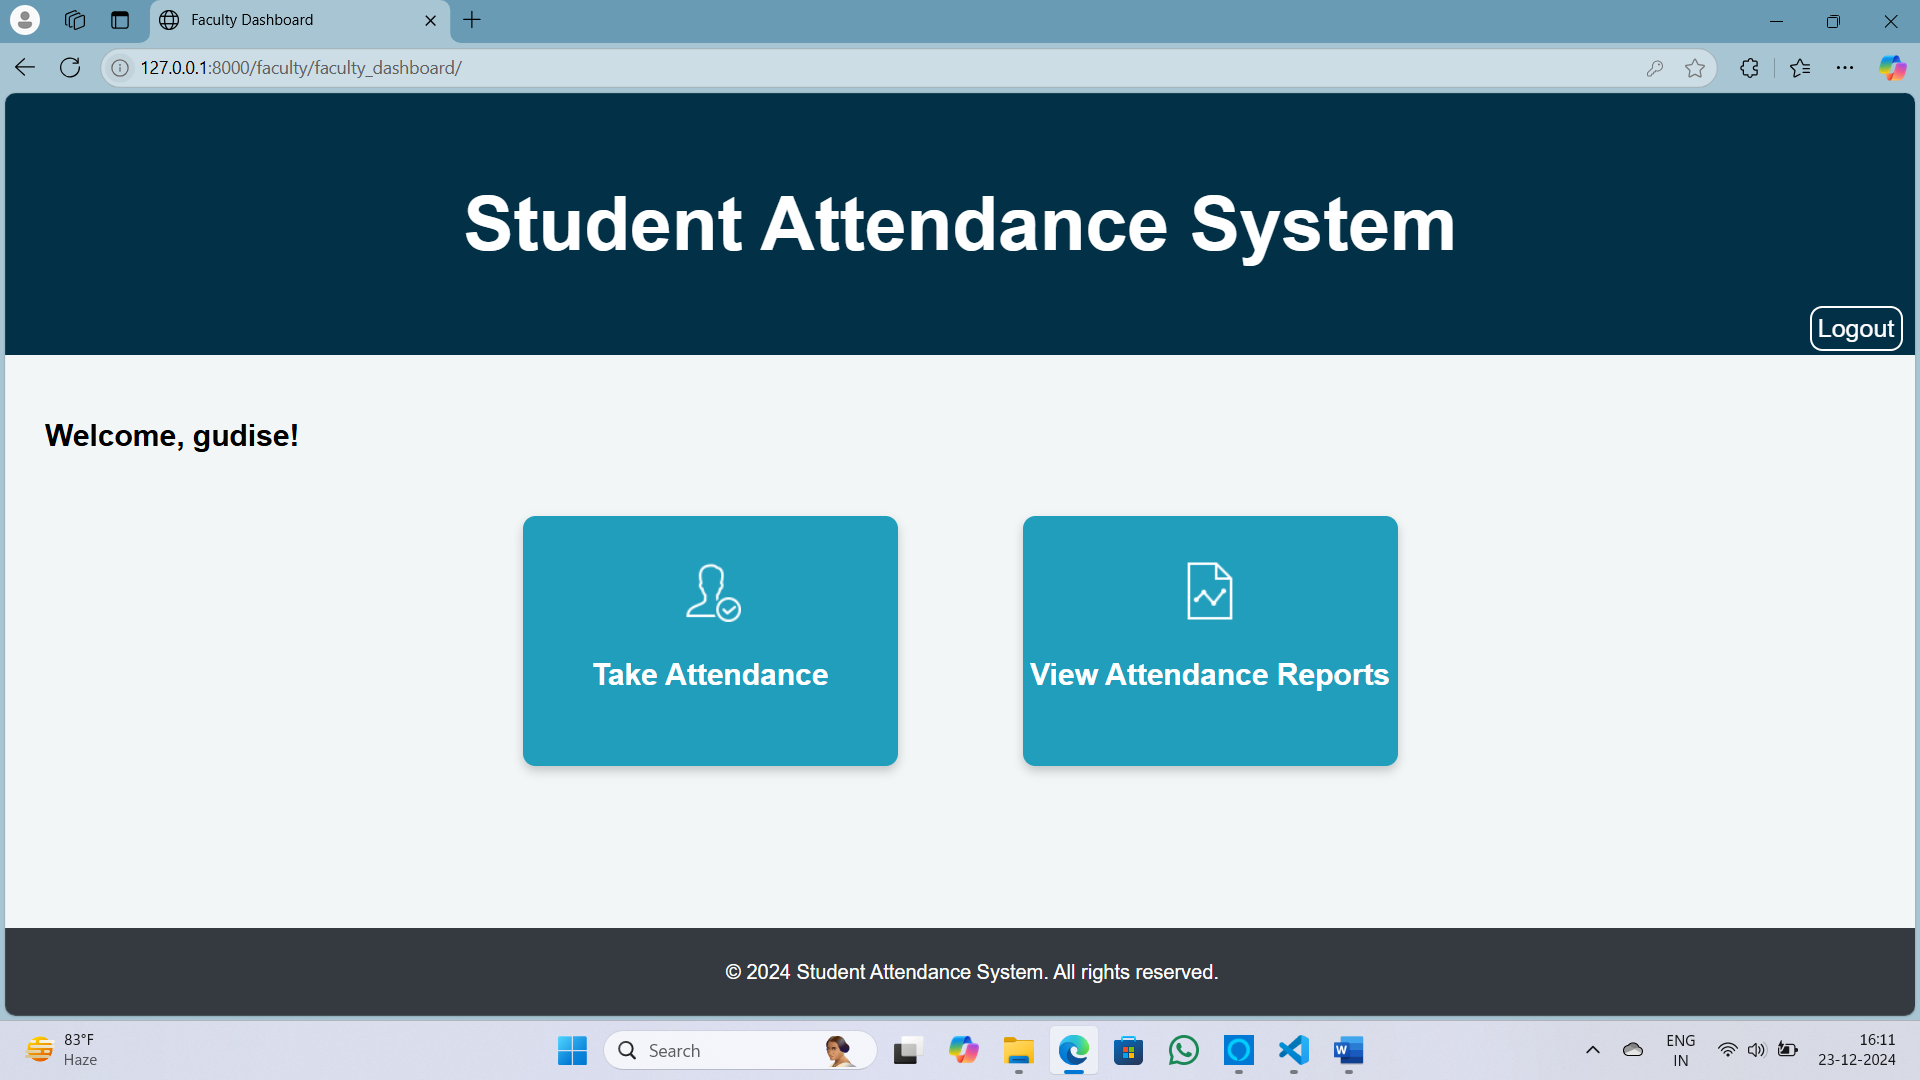 Faculty Dashboard
127.0.0.1:8000/faculty/faculty_dashboard/
Student Attendance System
Logout
Welcome, gudise!
Take Attendance
View Attendance Reports
© 2024 Student Attendance System. All rights reserved.
83°F
Haze
Search
W
ENG
IN
16:11
23-12-2024